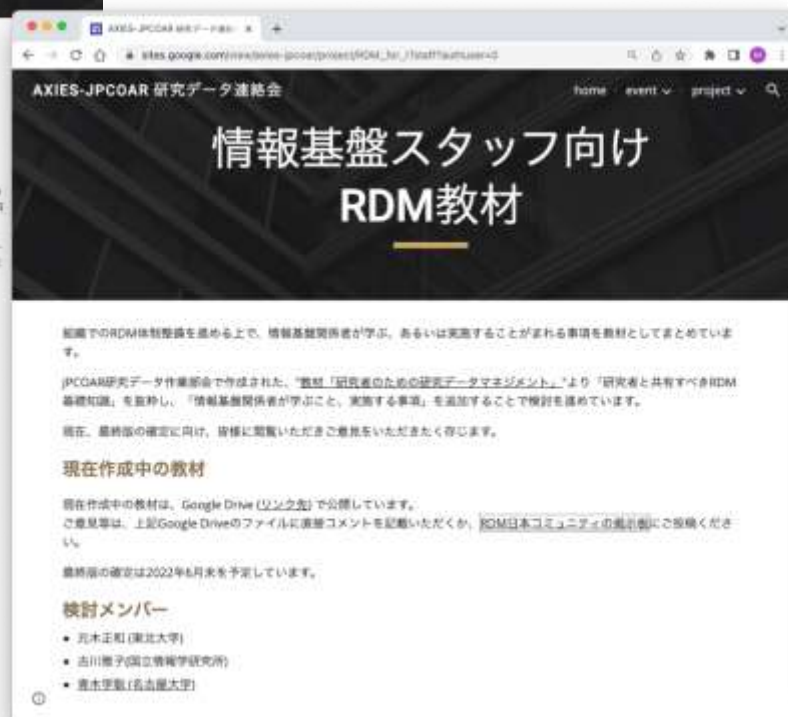 AXIES-JPCOAR 研究データ連絡会
home event project
情報基盤スタッフ向け
RDM教材
組織でのRDM体制整備を進める上で、情報基盤関係者が学ぶ、あるいは実施することがまれる事項を教材としてまとめていま
す。
JPCOAR研究データ作業部会で作成された、"教材「研究者のための研究データマネジメント」"より「研究者と共有すべきRDM
基礎知識」を抜粋し、「情報基盤関係者が学ぶこと、実施する事項」を追加することで検討を進めています。
現在、最終版の確定に向け、皆様に閲覧いただきご意見をいただきたく存じます。
現在作成中の教材
現在作成中の教材は、Google Drive (リンク先) で公開しています。
ご意見等は、上記Google Driveのファイルに直接コメントを記載いただくか、RDM日本コミュニティの掲示板にご投稿くださ
い。
最終版の確定は2022年6月末を予定しています。
検討メンバー
元木正和 (東北大学)
古川雅子(国立情報学研究所)
青木学聡 (名古屋大学)